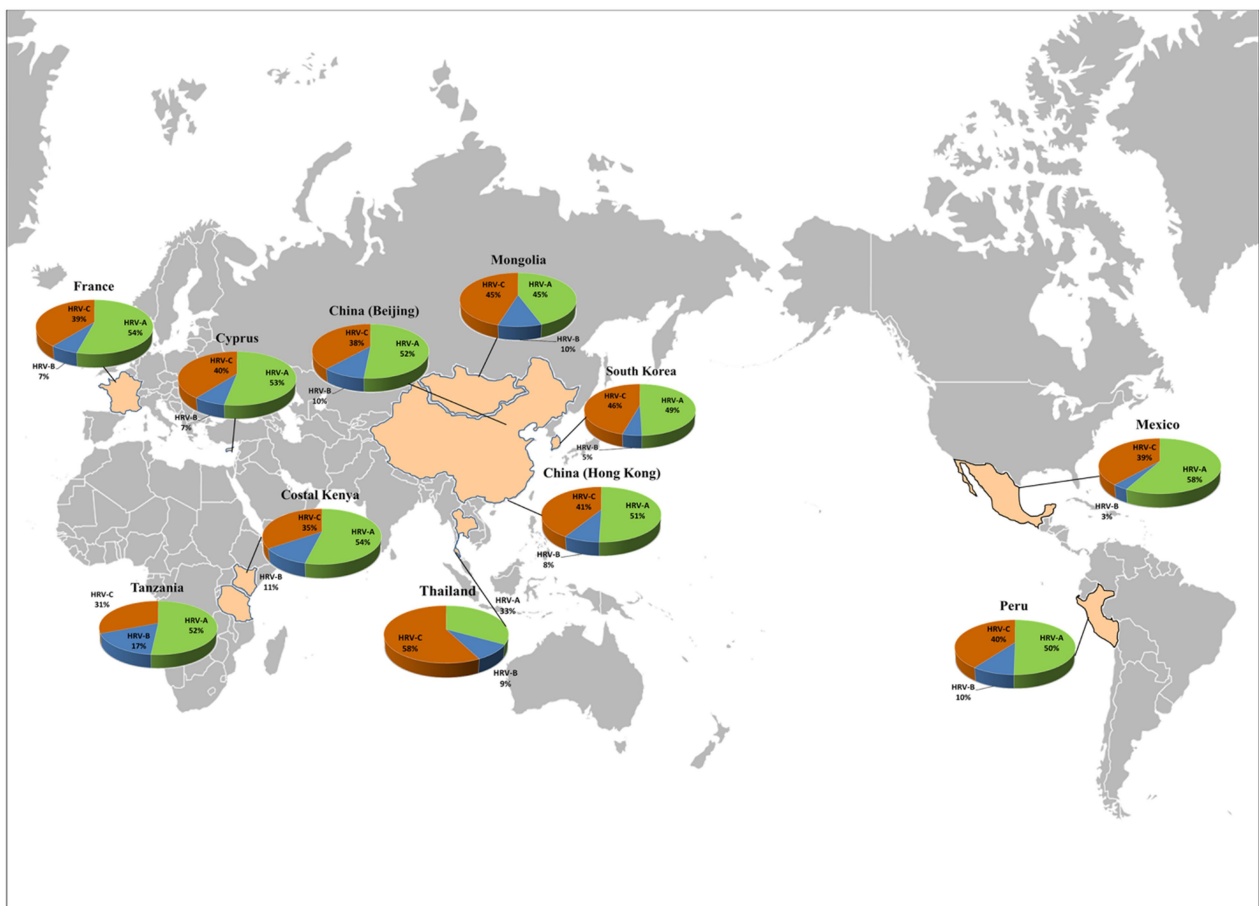 Mongolia
HRV-C
45%
HRV-A
45%
HRV-B
10%
France
HRV-C
39%
HRV-A
54%
HRV-B
7%
China (Beijing)
HRV-C
38%
HRV-A
52%
HRV-B
10%
Cyprus
HRV-C
40%
HRV-A
53%
HRV-B
7%
South Korea
HRV-C
46%
HRV-A
49%
HRV-B
5%
Mexico
HRV-C
39%
HRV-A
58%
HRV-B
3%
China (Hong Kong)
HRV-C
41%
HRV-A
51%
HRV-B
8%
Costal Kenya
HRV-C
35%
HRV-A
54%
HRV-B
11%
Tanzania
HRV-C
31%
HRV-A
52%
HRV-B
17%
Thailand
HRV-A
33%
HRV-C
58%
HRV-B
9%
Peru
HRV-C
40%
HRV-A
50%
HRV-B
10%